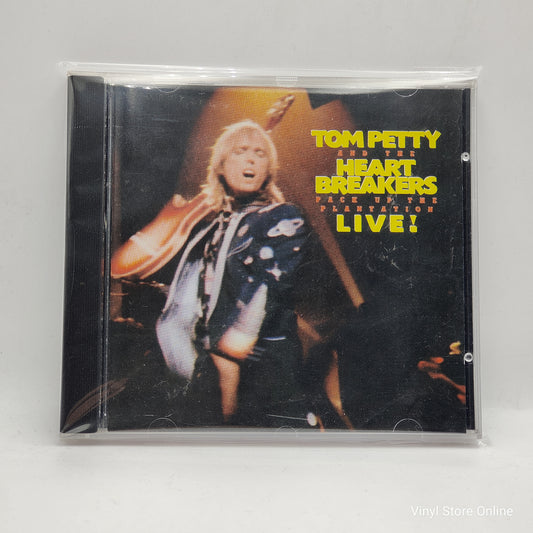 TOM PETTY
AND THE
HEART
BREAKERS
PACK UP THE
PLANTATION
LIVE!
Vinyl Store Online